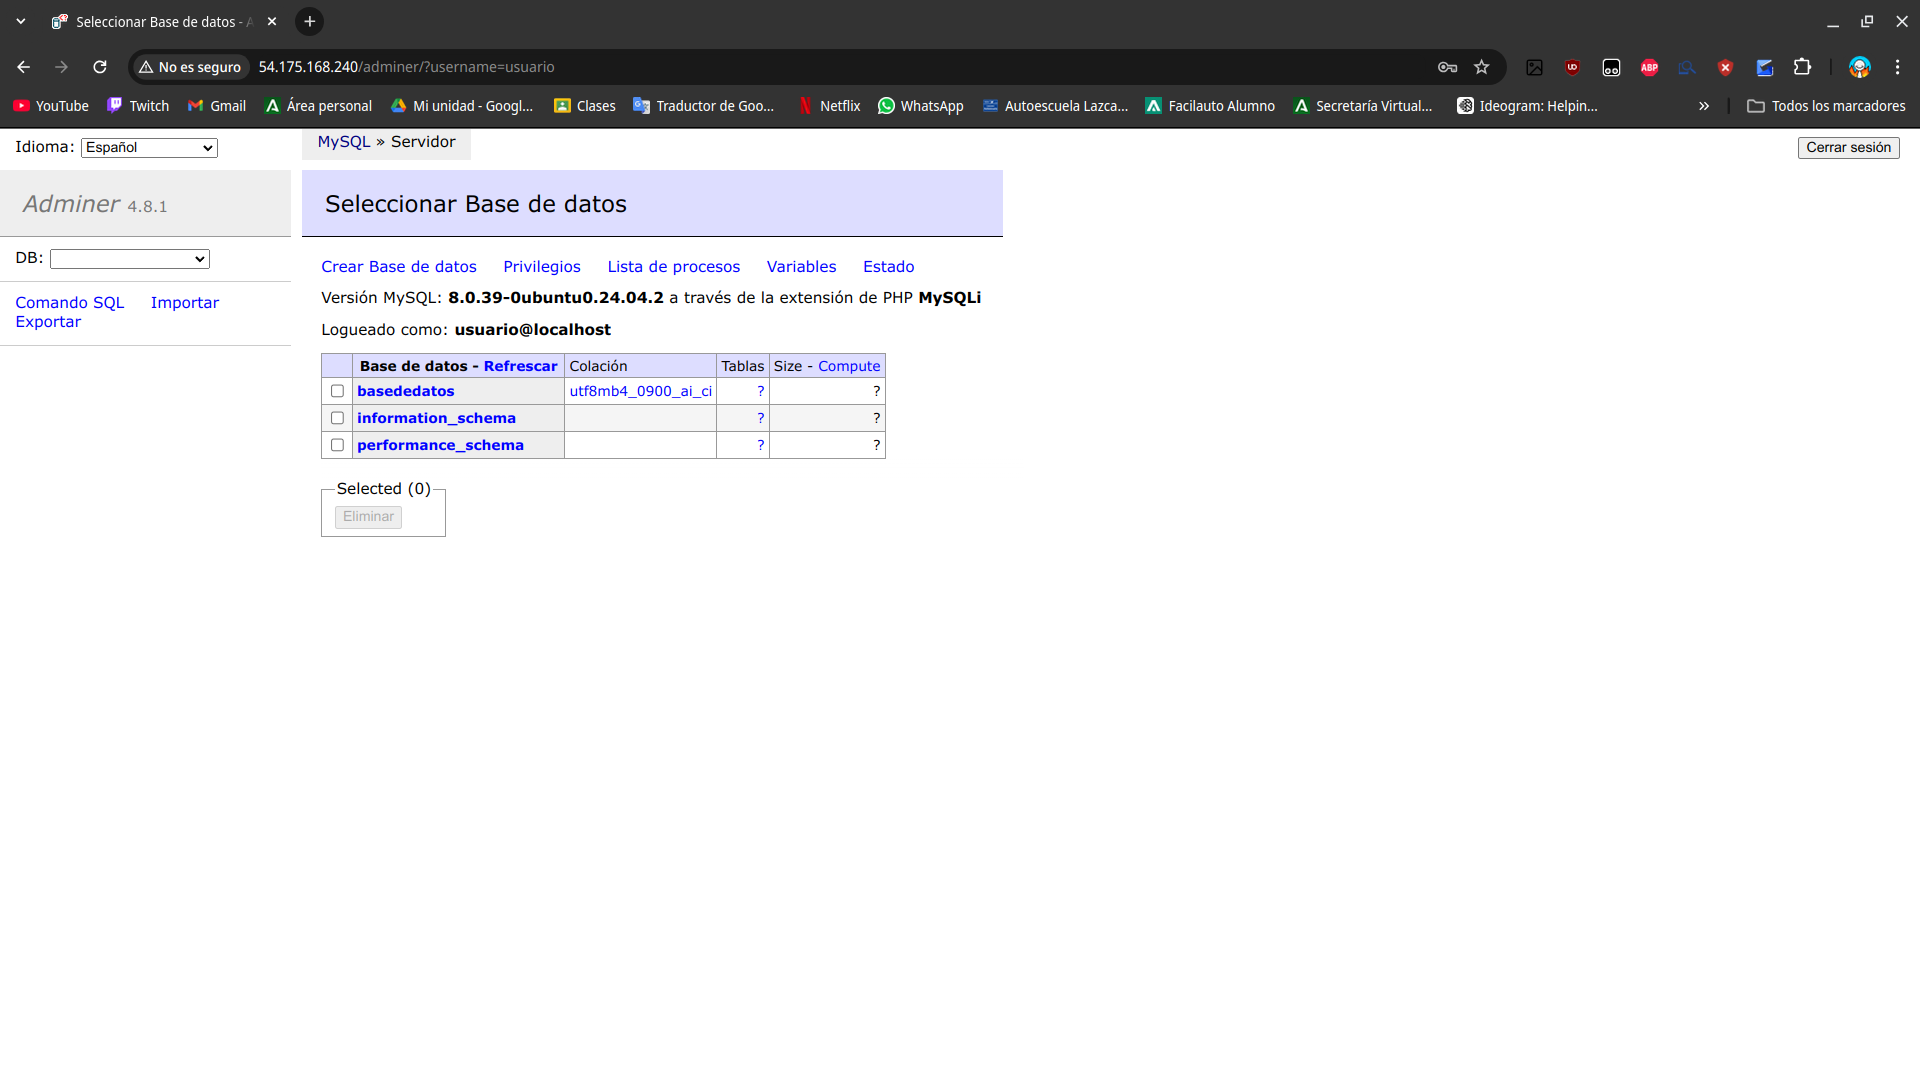 Seleccionar Base de datos - A
No es seguro 54.175.168.240/adminer/?username=usuario
YouTube Twitch Gmail Área personal Mi unidad - Googl... Clases Traductor de Goo... Netflix WhatsApp Autoescuela Lazca... Facilauto Alumno Secretaría Virtual... Ideogram: Helpin... » Todos los marcadores
Idioma: Español
MySQL » Servidor
Cerrar sesión
Adminer 4.8.1
Seleccionar Base de datos
DB:
Comando SQL Importar
Exportar
Crear Base de datos Privilegios Lista de procesos Variables Estado
Versión MySQL: 8.0.39-0ubuntu0.24.04.2 a través de la extensión de PHP MySQLi
Logueado como: usuario@localhost
Base de datos - Refrescar Colación Tablas Size - Compute
basededatos utf8mb4_0900_ai_ci ? ?
information_schema ? ?
performance_schema ? ?
Selected (0)
Eliminar